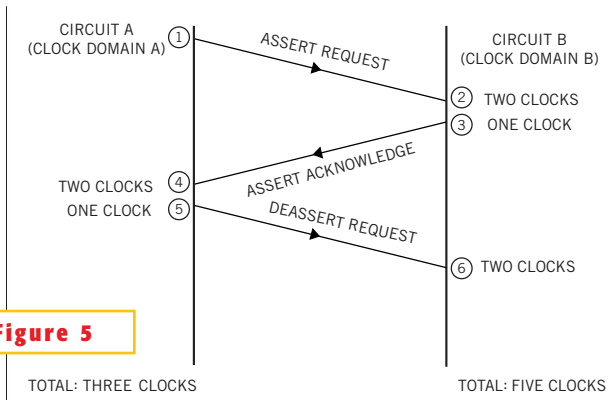 CIRCUIT A
(CLOCK DOMAIN A)
1
ASSERT REQUEST
CIRCUIT B
(CLOCK DOMAIN B)
2 TWO CLOCKS
3 ONE CLOCK
ASSERT ACKNOWLEDGE
TWO CLOCKS 4
ONE CLOCK 5
DEASSERT REQUEST
6 TWO CLOCKS
igure 5
TOTAL: THREE CLOCKS
TOTAL: FIVE CLOCKS